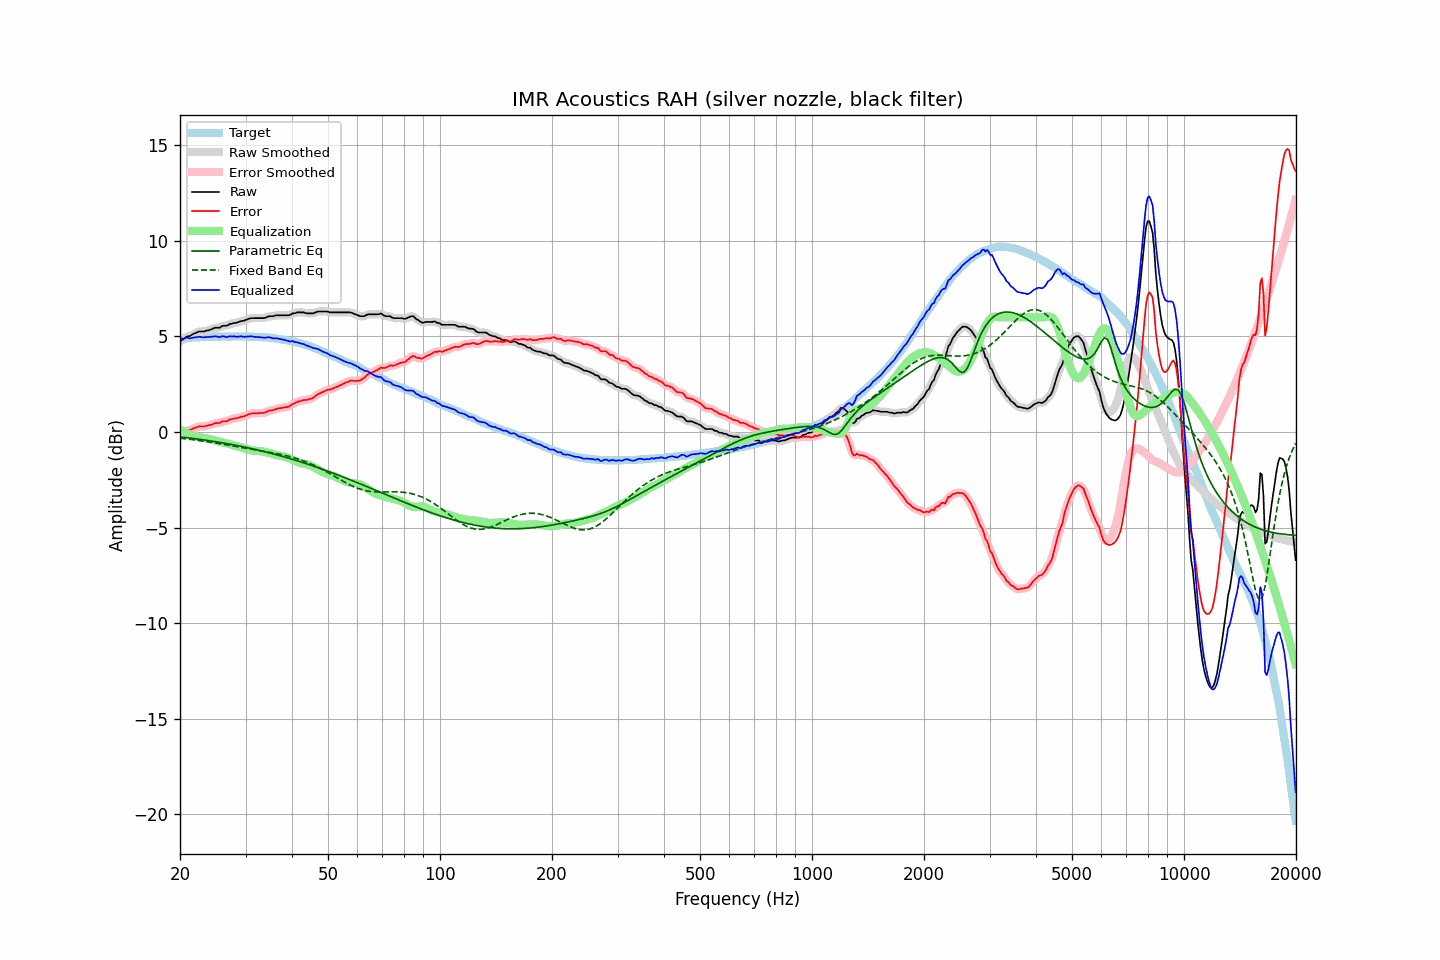 IMR Acoustics RAH (silver nozzle, black filter)
Target
Raw Smoothed
Error Smoothed
Raw
Error
Equalization
Parametric Eq
Fixed Band Eq
Equalized
15
10
5
0
−5
−10
−15
−20
Amplitude (dBr)
20 50 100 200 500 1000 2000 5000 10000 20000
Frequency (Hz)